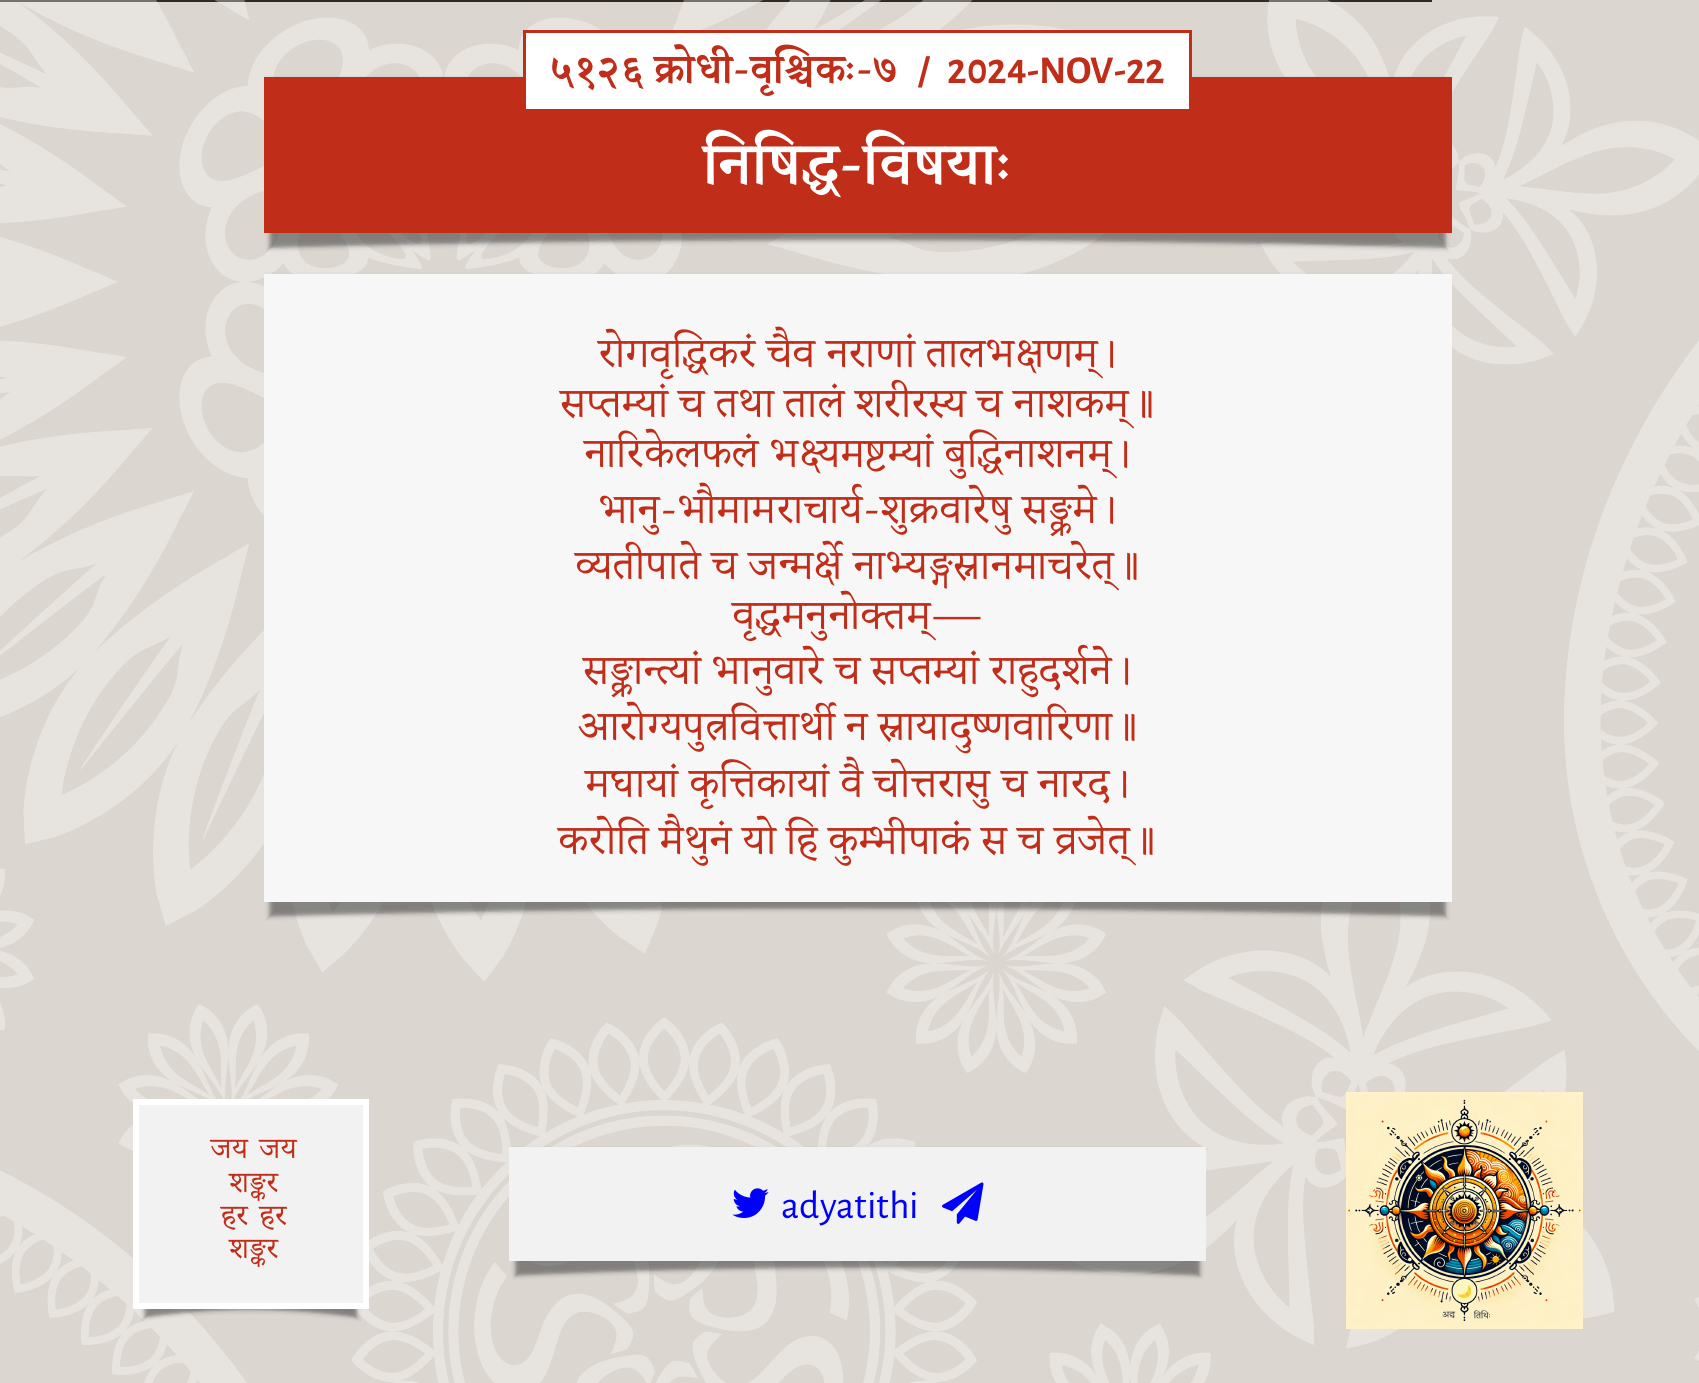 ५१२६ क्रोधी-वृश्चिकः-७ / 2024-NOV-22
निषिद्ध-विषयाः
रोगवृद्धिकरं चैव नराणां तालभक्षणम्।
सप्तम्यां च तथा तालं शरीरस्य च नाशकम्॥
नारिकेलफलं भक्ष्यमष्टम्यां बुद्धिनाशनम्।
भानु-भौमामराचार्य-शुक्रवारेषु सङ्क्रमे।
व्यतीपाते च जन्मर्क्षे नाभ्यङ्गस्नानमाचरेत्॥
वृद्धमनुनोक्तम्—
सङ्क्रान्त्यां भानुवारे च सप्तम्यां राहुदर्शने।
आरोग्यपुत्रवित्तार्थी न स्नायादुष्णवारिणा॥
मघायां कृत्तिकायां वै चोत्तरासु च नारद।
करोति मैथुनं यो हि कुम्भीपाकं स च व्रजेत्॥
जय जय
शङ्कर
हर हर
शङ्कर
adyatithi
अद्य तिथिः